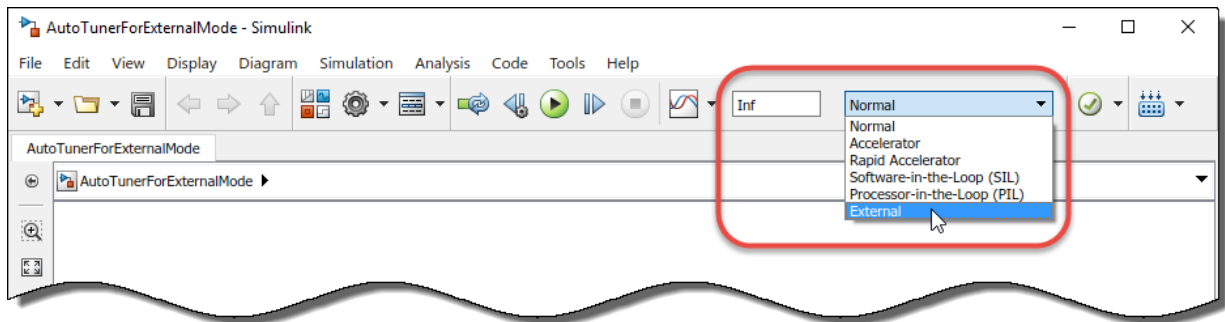 AutoTunerForExternalMode - Simulink
File Edit View Display Diagram Simulation Analysis Code Tools Help
Inf Normal
Normal
Accelerator
Rapid Accelerator
Software-in-the-Loop (SIL)
Processor-in-the-Loop (PIL)
External
AutoTunerForExternalMode
AutoTunerForExternalMode